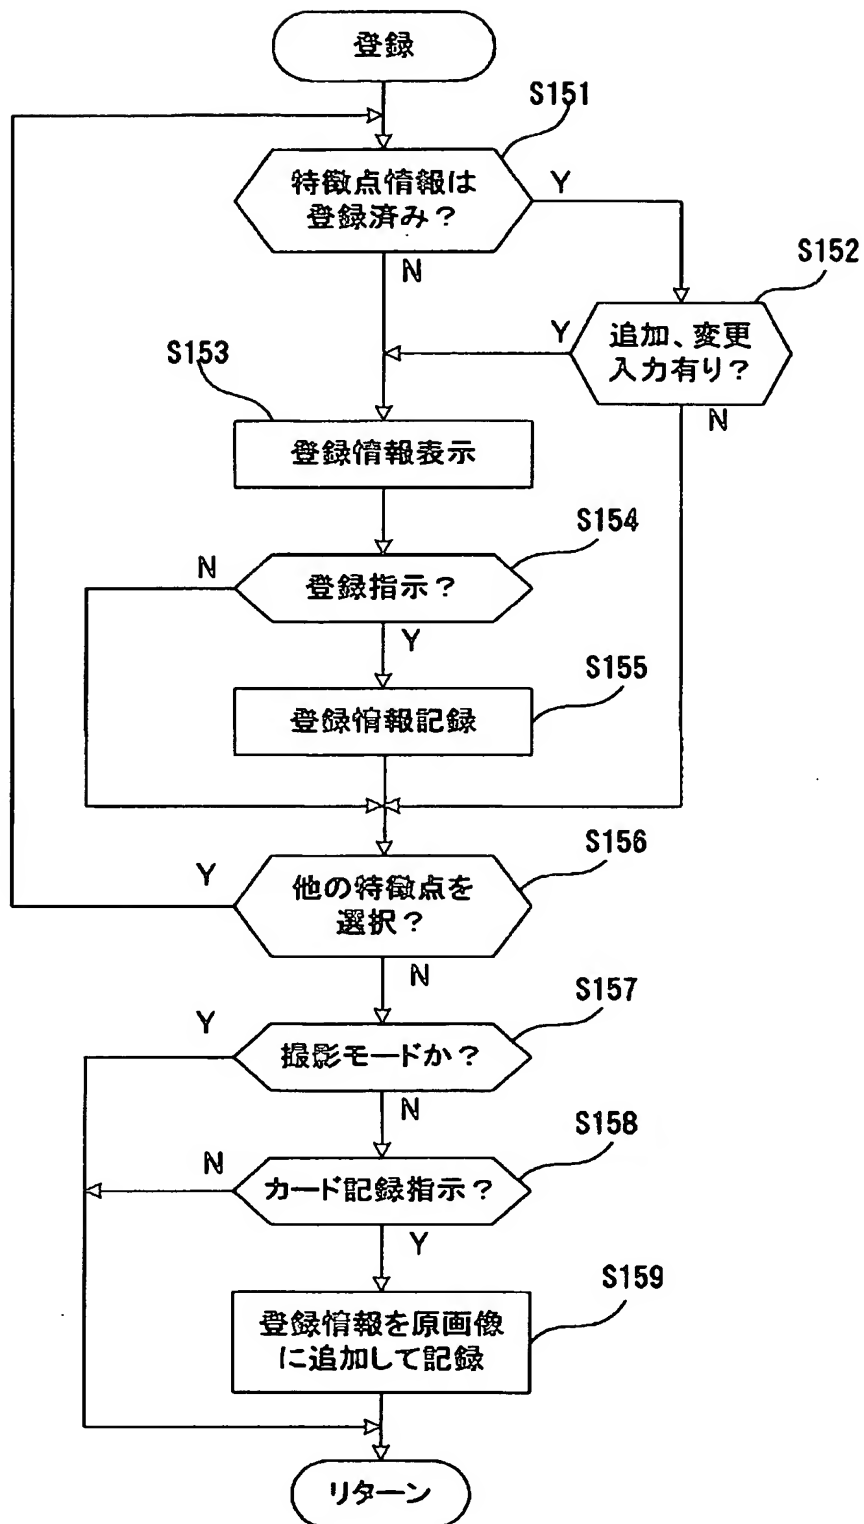 登録
S151
特徴点情報は
登録済み？
Y
N
S152
追加、変更
入力有り？
Y
N
S153
登録情報表示
S154
登録指示？
N
Y
S155
登録情報記録
S156
他の特徴点を
選択？
Y
N
S157
撮影モードか？
Y
N
S158
カード記録指示？
N
Y
S159
登録情報を原画像
に追加して記録
リターン